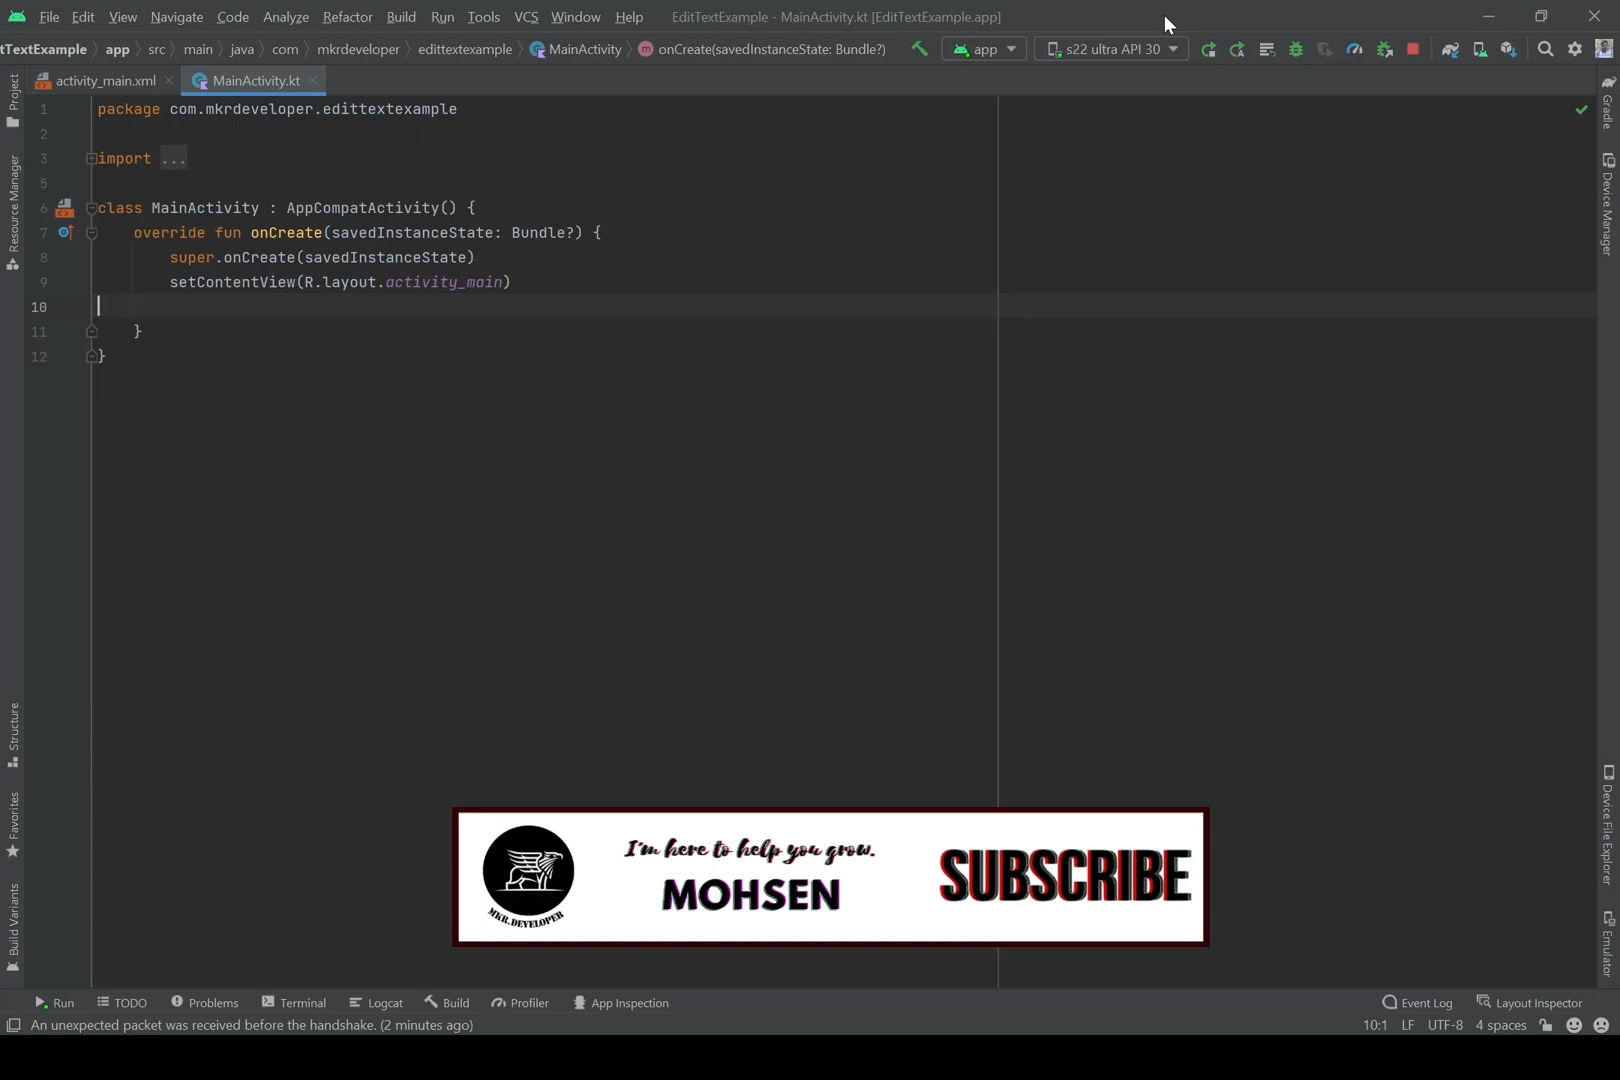 File Edit View Navigate Code Analyze Refactor Build Run Tools VCS Window Help EditTextExample - MainActivity.kt [EditTextExample.app]
tTextExample app src main java com mkrdeveloper edittextexample MainActivity onCreate(savedInstanceState: Bundle?) app s22 ultra API 30
activity_main.xml MainActivity.kt
Project
Resource Manager
Structure
Favorites
Build Variants
1 package com.mkrdeveloper.edittextexample
2
3 import ...
5
6 class MainActivity : AppCompatActivity() {
7 override fun onCreate(savedInstanceState: Bundle?) {
8 super.onCreate(savedInstanceState)
9 setContentView(R.layout.activity_main)
10
11 }
12 }
Gradle
Device Manager
Device File Explorer
Emulator
MKR.DEVELOPER
I'm here to help you grow.
MOHSEN
SUBSCRIBE
Run TODO Problems Terminal Logcat Build Profiler App Inspection Event Log Layout Inspector
An unexpected packet was received before the handshake. (2 minutes ago) 10:1 LF UTF-8 4 spaces